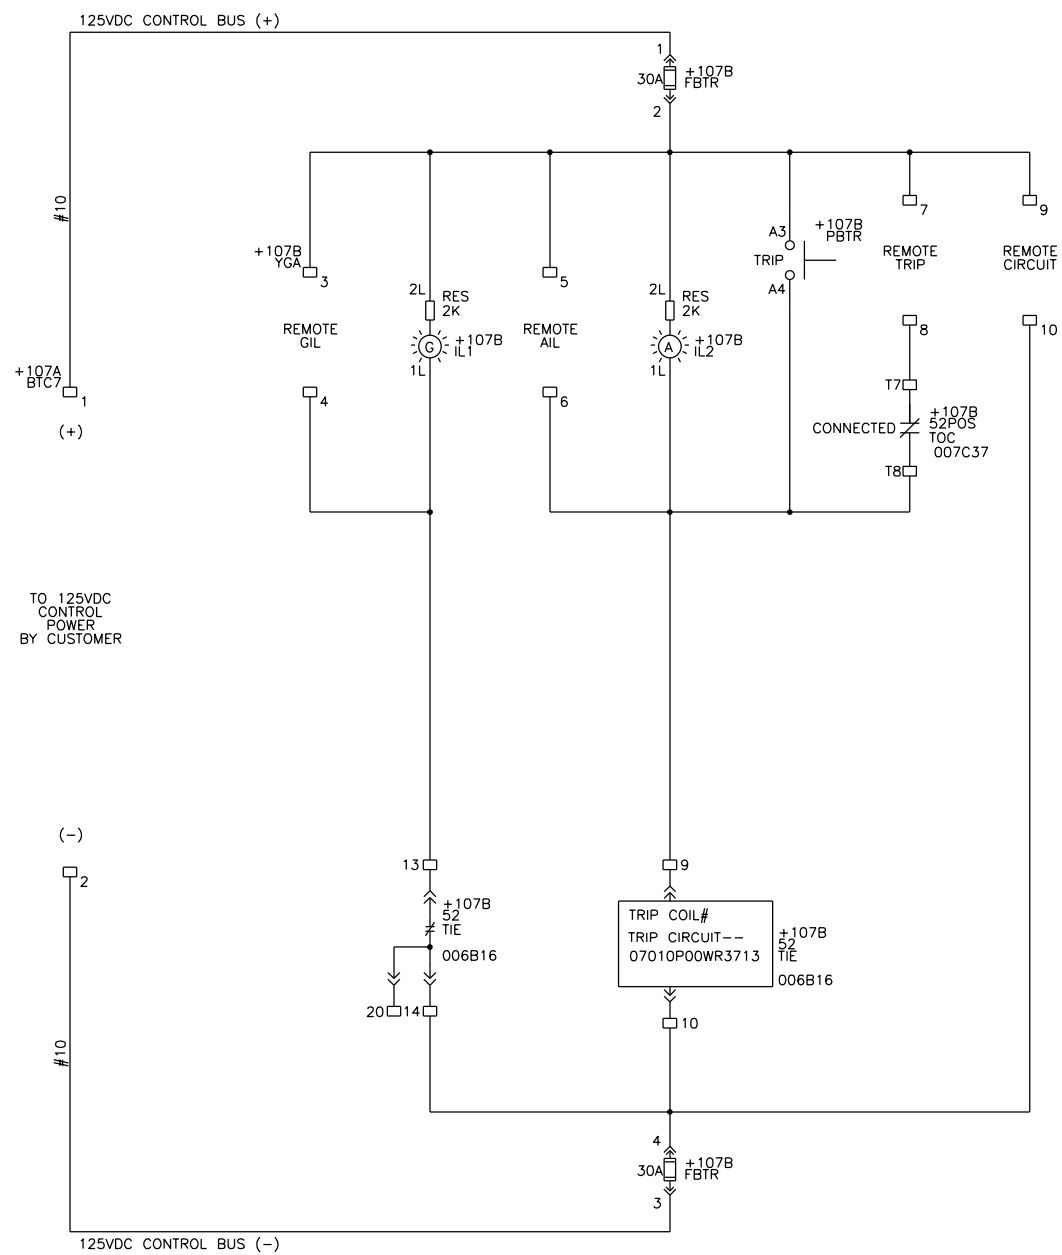 125VDC CONTROL BUS (+)
1
30A
+107B
FBTR
2
#10
7
9
+107B
YGA
3
A3
+107B
PBTR
TRIP
A4
REMOTE
TRIP
REMOTE
CIRCUIT
5
2L
RES
2K
2L
RES
2K
REMOTE
GIL
REMOTE
AIL
8
10
G
+107B
IL1
1L
A
+107B
IL2
1L
+107A
BTC7
1
4
6
T7
(+)
CONNECTED
+107B
52POS
TOC
007C37
T8
TO 125VDC
CONTROL
POWER
BY CUSTOMER
(-)
2
13
9
+107B
52
TIE
006B16
TRIP COIL#
TRIP CIRCUIT--
07010P00WR3713
+107B
52
TIE
006B16
20
14
10
#10
4
30A
+107B
FBTR
3
125VDC CONTROL BUS (-)